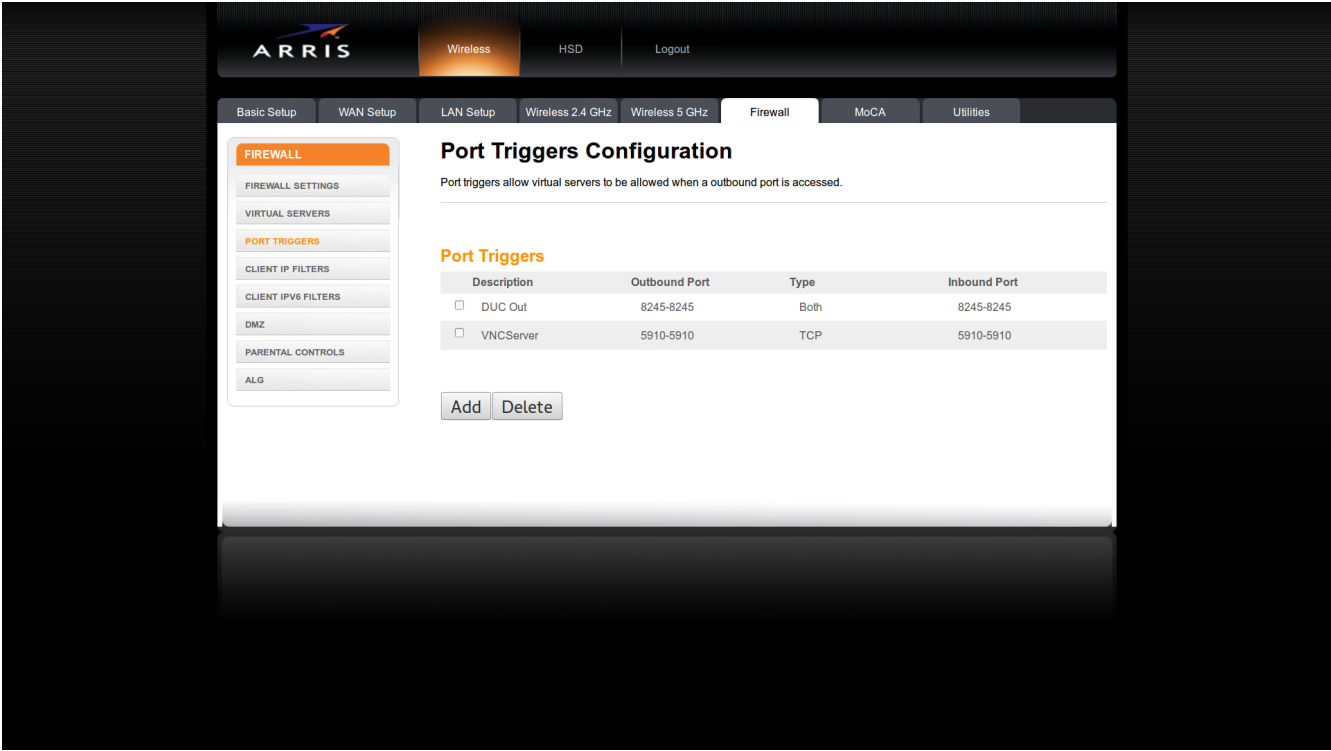 ARRIS
Wireless HSD Logout
Basic Setup WAN Setup LAN Setup Wireless 2.4 GHz Wireless 5 GHz Firewall MoCA Utilities
FIREWALL
FIREWALL SETTINGS
VIRTUAL SERVERS
PORT TRIGGERS
CLIENT IP FILTERS
CLIENT IPV6 FILTERS
DMZ
PARENTAL CONTROLS
ALG
Port Triggers Configuration
Port triggers allow virtual servers to be allowed when a outbound port is accessed.
Port Triggers
Description Outbound Port Type Inbound Port
DUC Out 8245-8245 Both 8245-8245
VNCServer 5910-5910 TCP 5910-5910
Add Delete